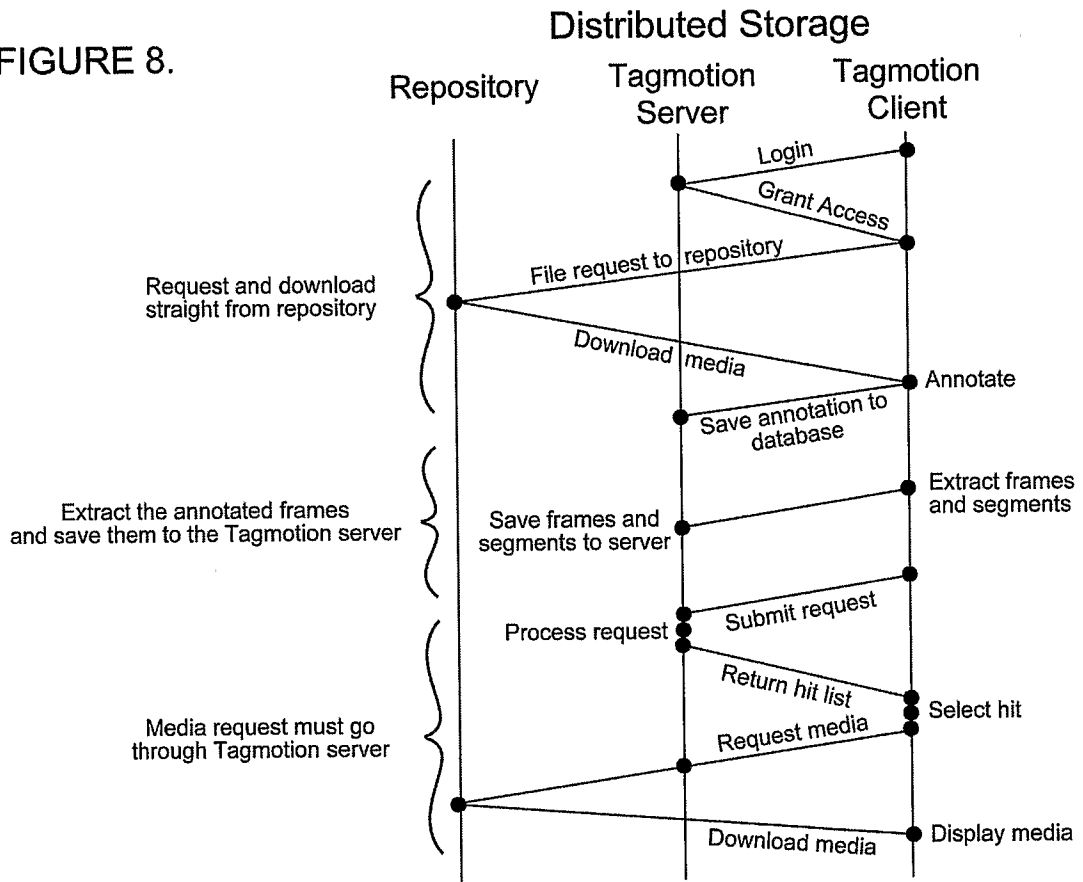 Distributed Storage
FIGURE 8.
Repository
Tagmotion
Server
Tagmotion
Client
Login
Grant Access
File request to repository
Request and download
straight from repository
Download media
Annotate
Save annotation to
database
Extract frames
and segments
Extract the annotated frames
and save them to the Tagmotion server
Save frames and
segments to server
Submit request
Process request
Return hit list
Select hit
Media request must go
through Tagmotion server
Request media
Download media
Display media